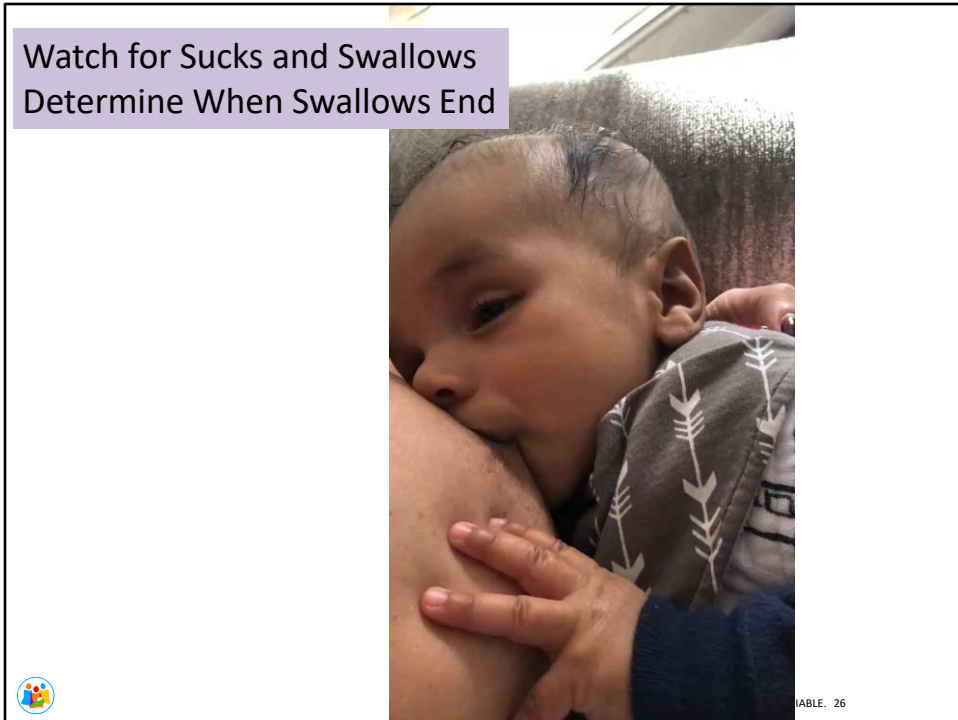 Watch for Sucks and Swallows
Determine When Swallows End
IABLE. 26